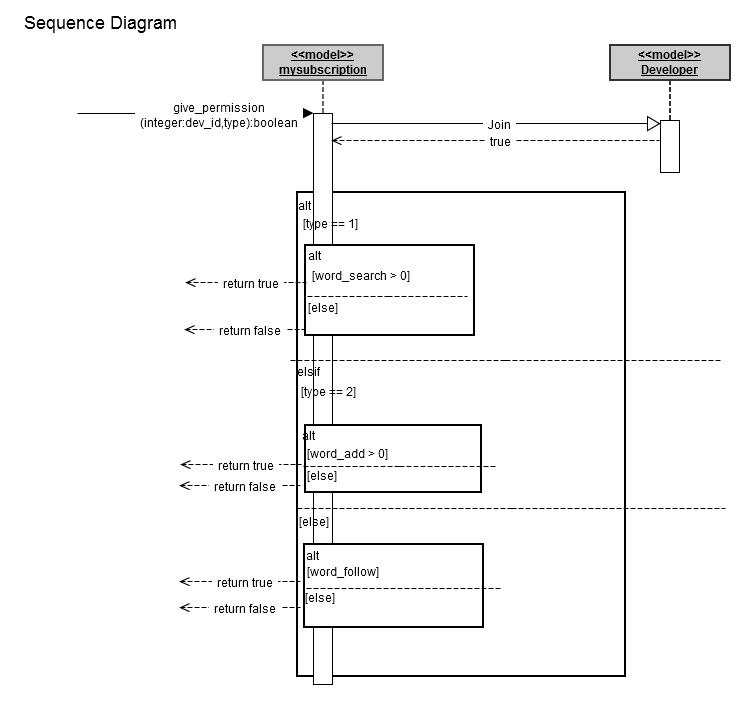 Sequence Diagram
<<model>>
mysubscription
<<model>>
Developer
give_permission
(integer:dev_id,type):boolean
Join
true
alt
[type == 1]
alt
[word_search > 0]
return true
[else]
return false
elsif
[type == 2]
alt
[word_add > 0]
return true
[else]
return false
[else]
alt
[word_follow]
return true
[else]
return false